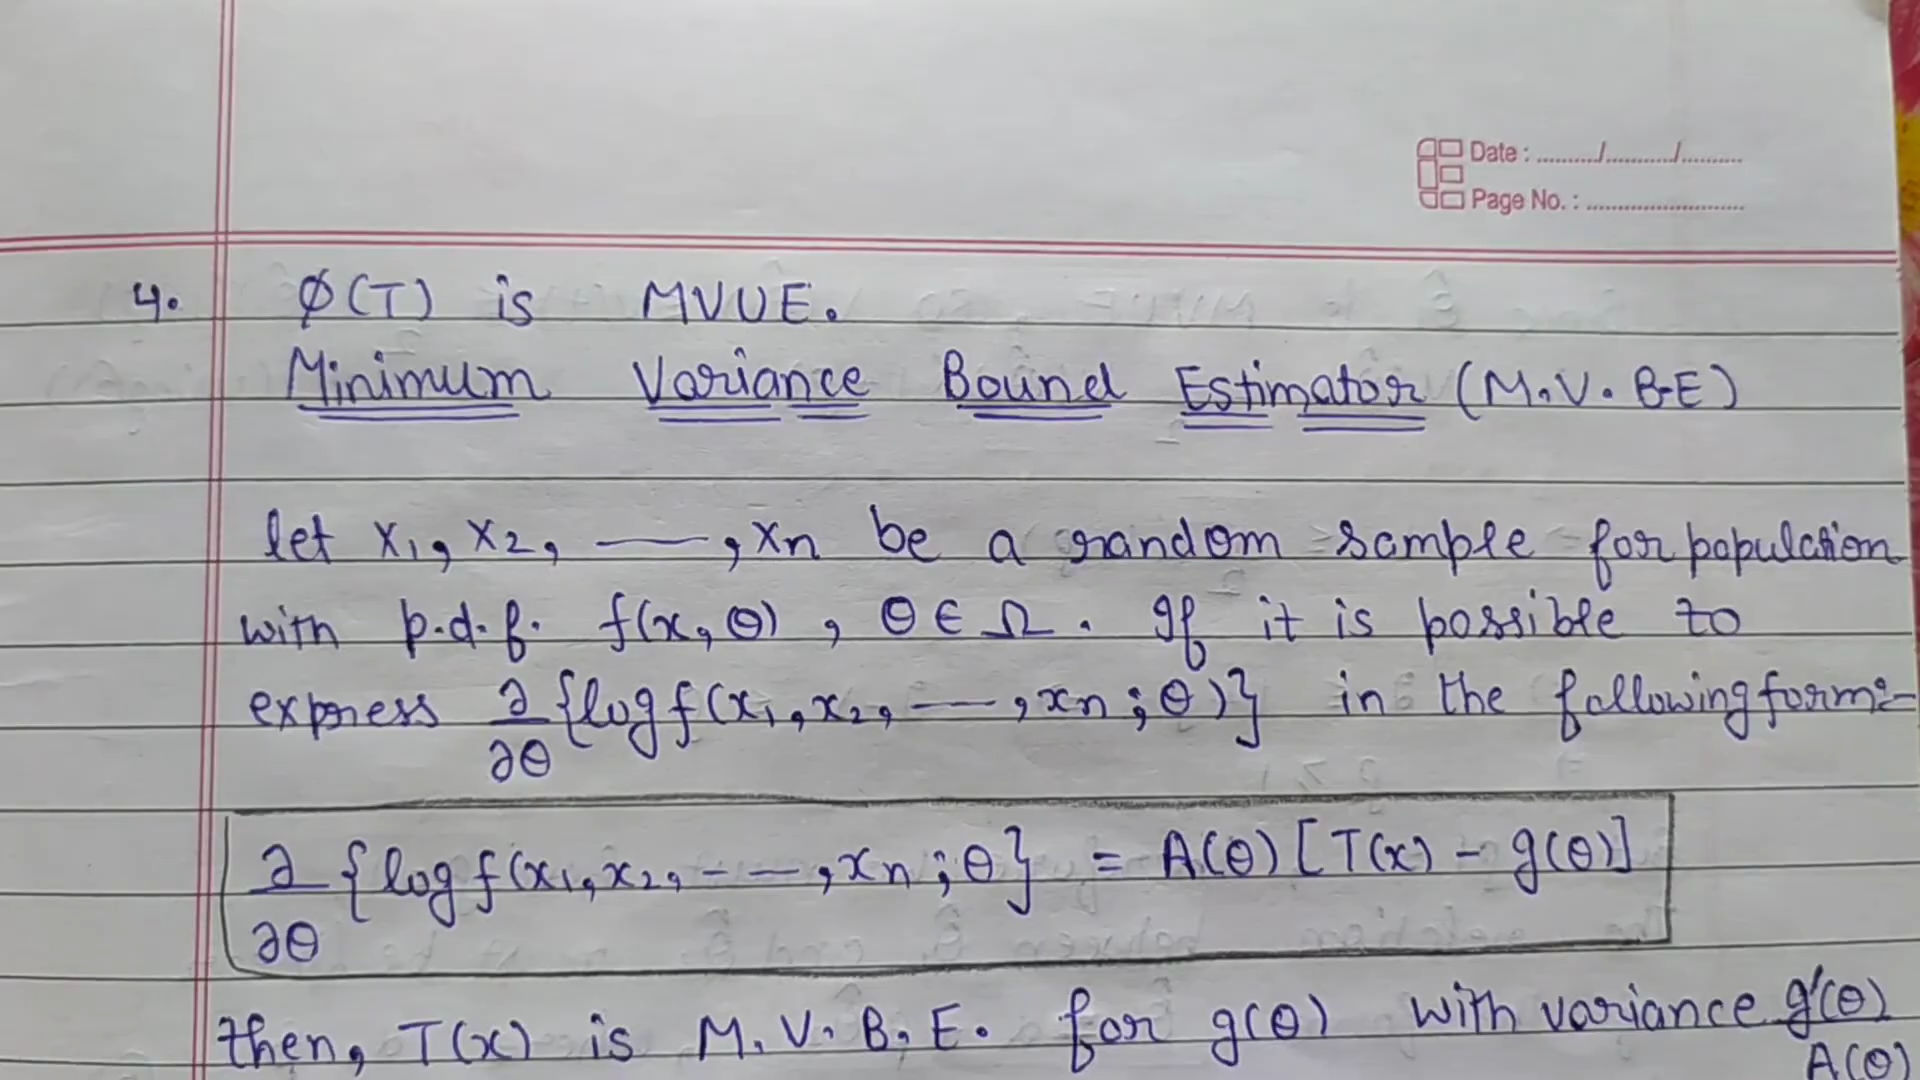 Date : ........../.........../..........
Page No. : ..........................
4. Ø(T) is MVUE.
Minimum Variance Bound Estimator (M.V. B.E)
let x₁, x₂, —, xn be a random sample for population
with p.d.f. f(x, θ) , θ ∈ Ω . If it is possible to
express ∂/∂θ {log f(x₁, x₂, —, xn ; θ)} in the following form:-
∂/∂θ {log f(x₁, x₂, ---, xn ; θ} = A(θ) [T(x) - g(θ)]
then, T(x) is M.V.B.E. for g(θ) with variance g'(θ)/A(θ)